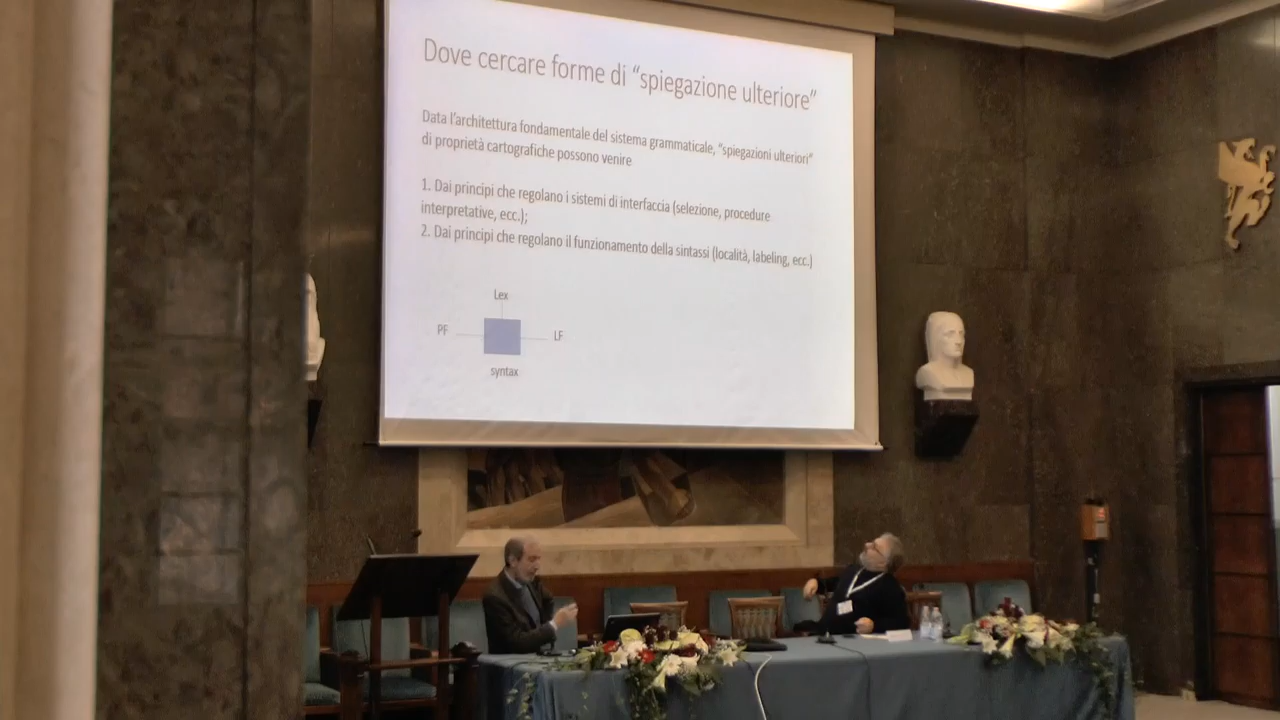 Dove cercare forme di “spiegazione ulteriore”
Data l’architettura fondamentale del sistema grammaticale, “spiegazioni ulteriori”
di proprietà cartografiche possono venire
1. Dai principi che regolano i sistemi di interfaccia (selezione, procedure
interpretative, ecc.);
2. Dai principi che regolano il funzionamento della sintassi (località, labeling, ecc.)
Lex
PF
LF
syntax